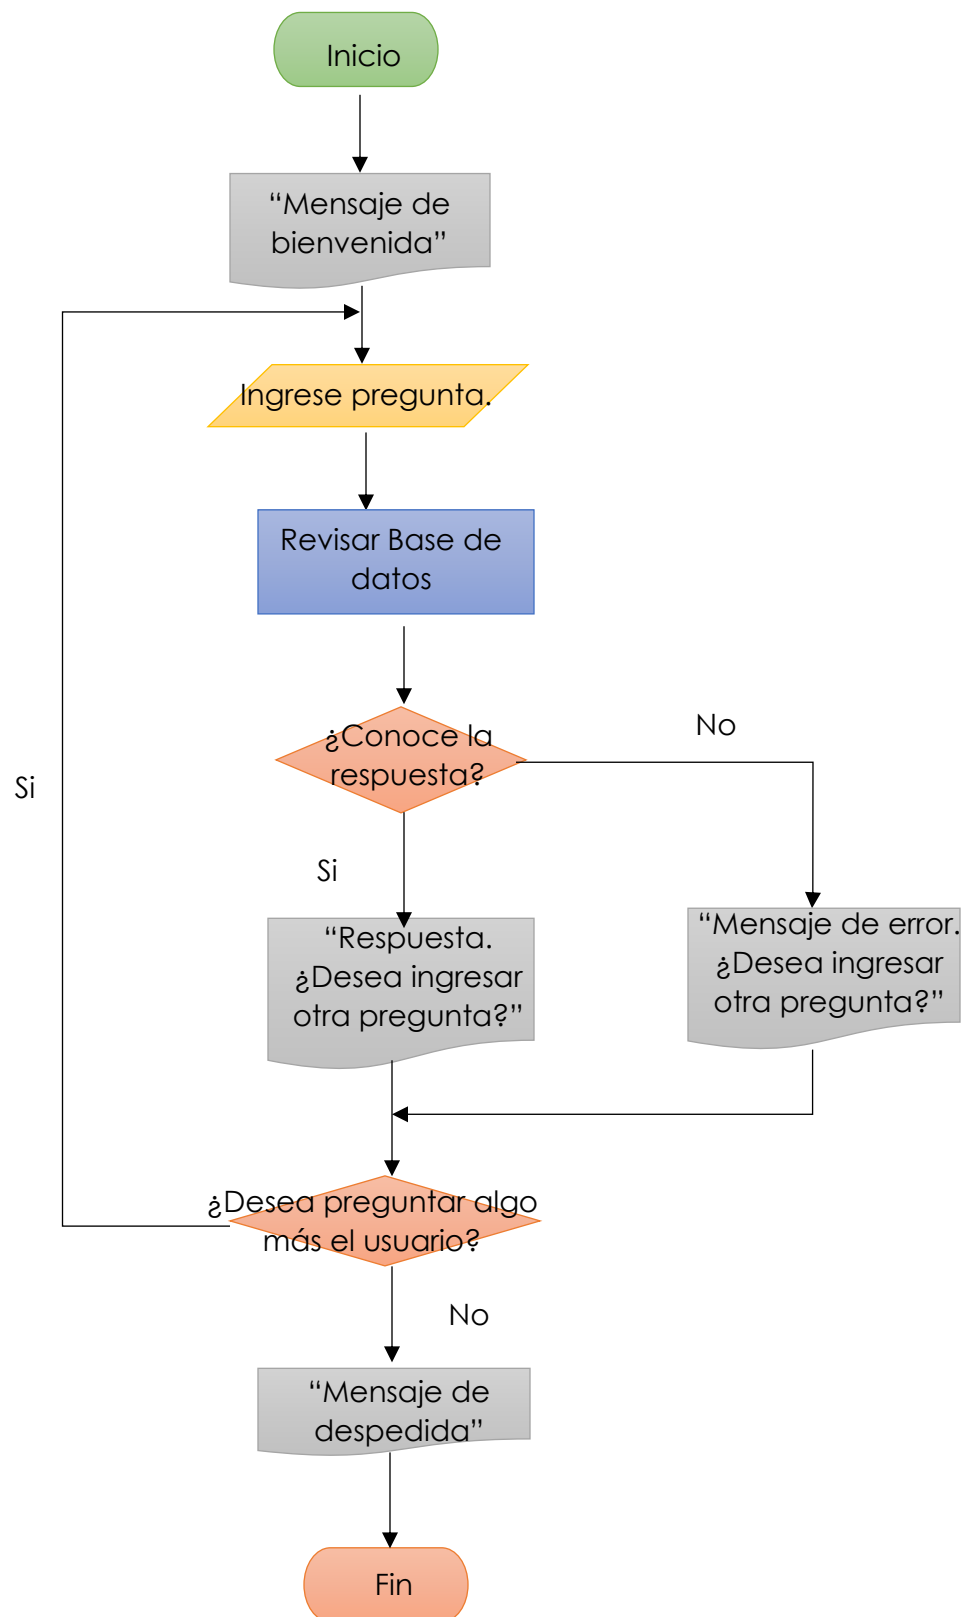 Inicio
“Mensaje de
bienvenida”
Ingrese pregunta.
Revisar Base de
datos
¿Conoce la
respuesta?
No
Si
Si
“Respuesta.
¿Desea ingresar
otra pregunta?”
“Mensaje de error.
¿Desea ingresar
otra pregunta?”
¿Desea preguntar algo
más el usuario?
No
“Mensaje de
despedida”
Fin